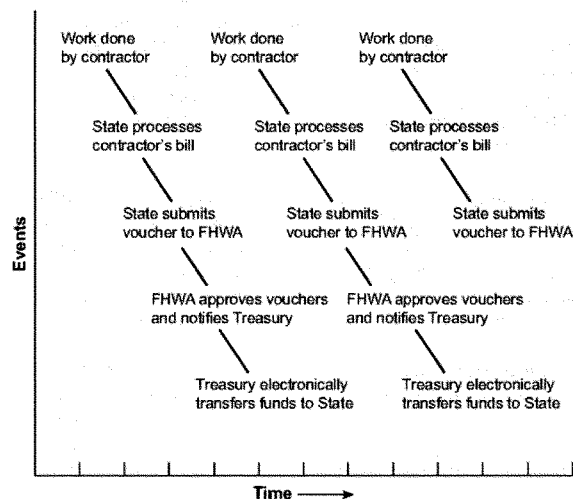 Work done
by contractor
Work done
by contractor
Work done
by contractor
State processes
contractor's bill
State processes
contractor's bill
State processes
contractor's bill
State submits
voucher to FHWA
State submits
voucher to FHWA
State submits
voucher to FHWA
FHWA approves vouchers
and notifies Treasury
FHWA approves vouchers
and notifies Treasury
Treasury electronically
transfers funds to State
Treasury electronically
transfers funds to State
Events
Time